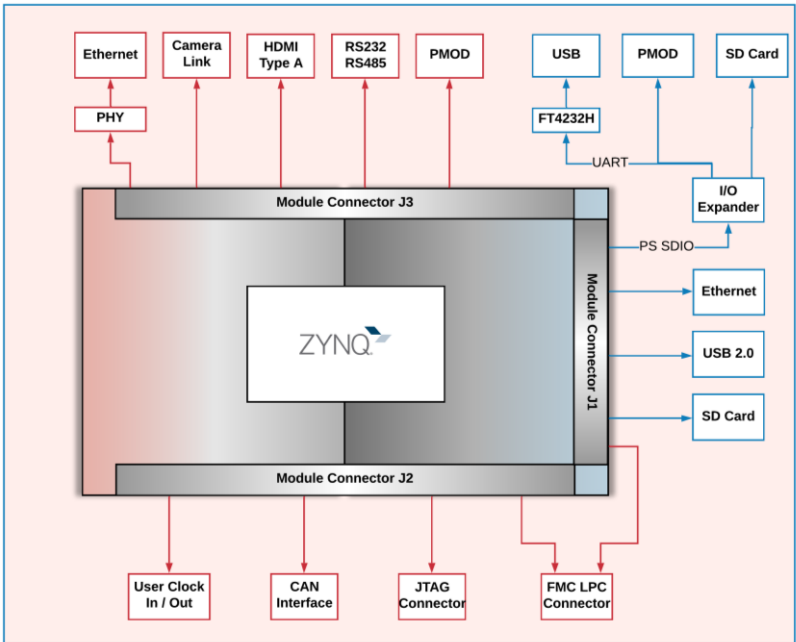 Ethernet
Camera
Link
HDMI
Type A
RS232
RS485
PMOD
USB
PMOD
SD Card
PHY
FT4232H
UART
I/O
Expander
Module Connector J3
PS SDIO
Ethernet
Module Connector J1
ZYNQ
USB 2.0
SD Card
Module Connector J2
User Clock
In / Out
CAN
Interface
JTAG
Connector
FMC LPC
Connector